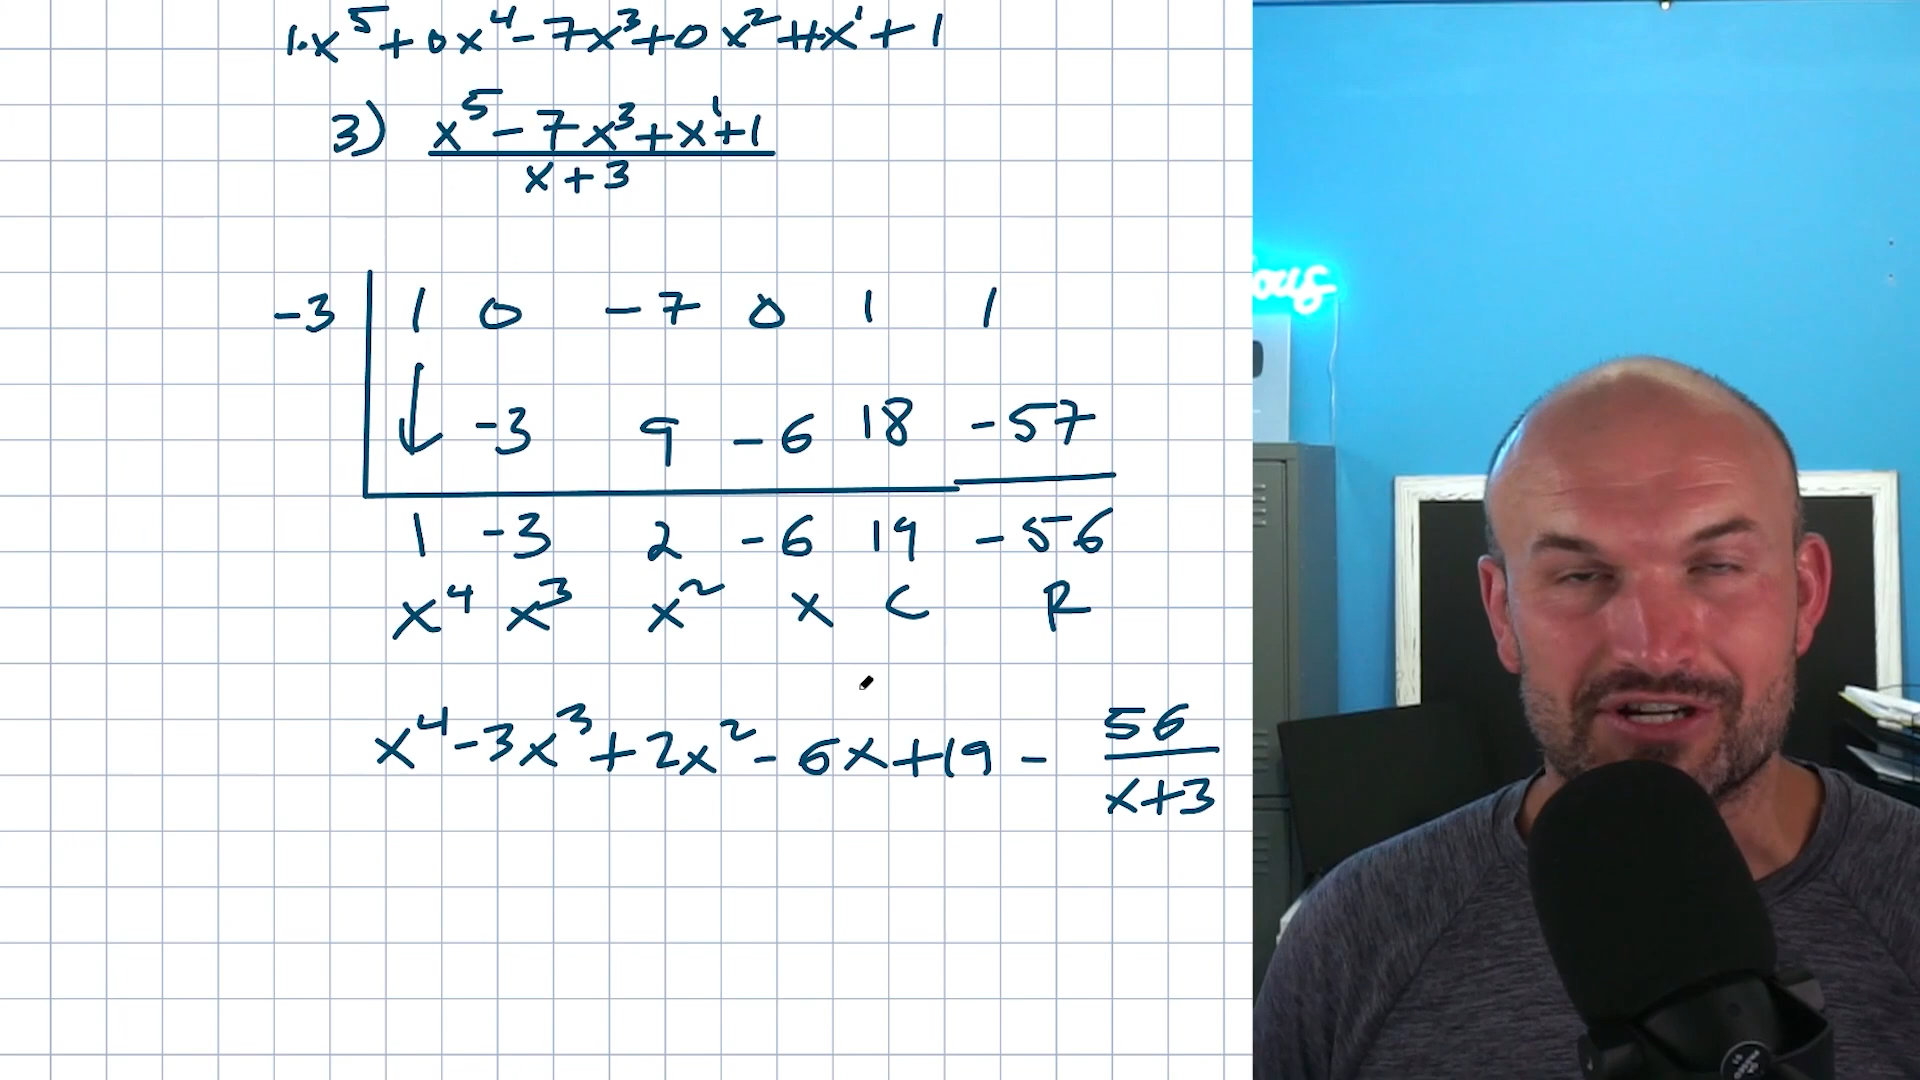 1·x⁵+0x⁴-7x³+0x²+1x¹+1
3) x⁵-7x³+x¹+1
x+3
-3 1 0 -7 0 1 1
-3 9 -6 18 -57
1 -3 2 -6 19 -56
x⁴ x³ x² x C R
x⁴-3x³+2x²-6x+19- 56
x+3